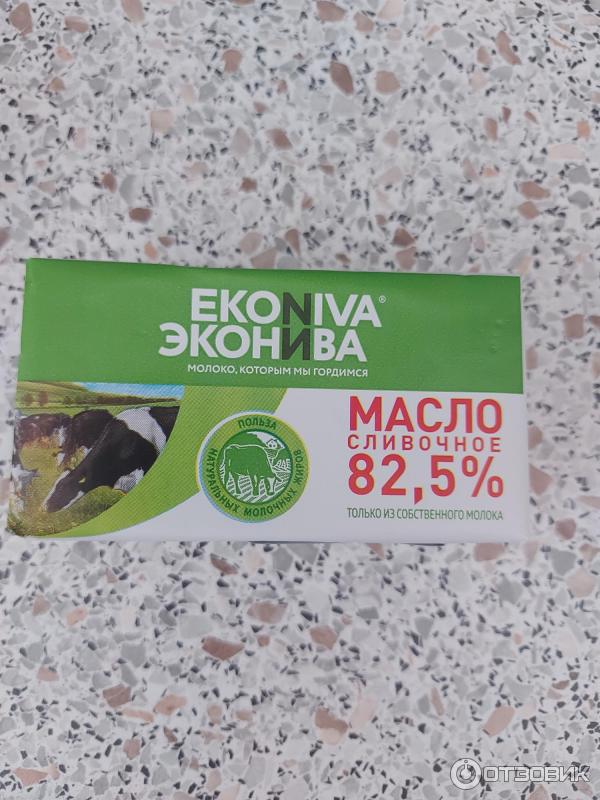 EKONIVA®
ЭКОНИВА
МОЛОКО, КОТОРЫМ МЫ ГОРДИМСЯ
ПОЛЬЗА
НАТУРАЛЬНЫХ МОЛОЧНЫХ ЖИРОВ
МАСЛО
СЛИВОЧНОЕ
82,5%
ТОЛЬКО ИЗ СОБСТВЕННОГО МОЛОКА
ОТЗОВИК